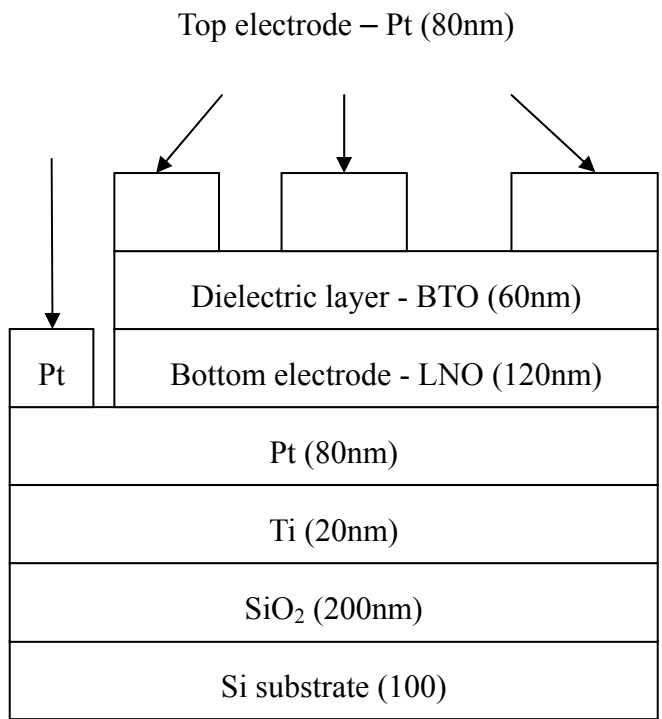 Top electrode – Pt (80nm)
Dielectric layer - BTO (60nm)
Pt
Bottom electrode - LNO (120nm)
Pt (80nm)
Ti (20nm)
SiO₂ (200nm)
Si substrate (100)